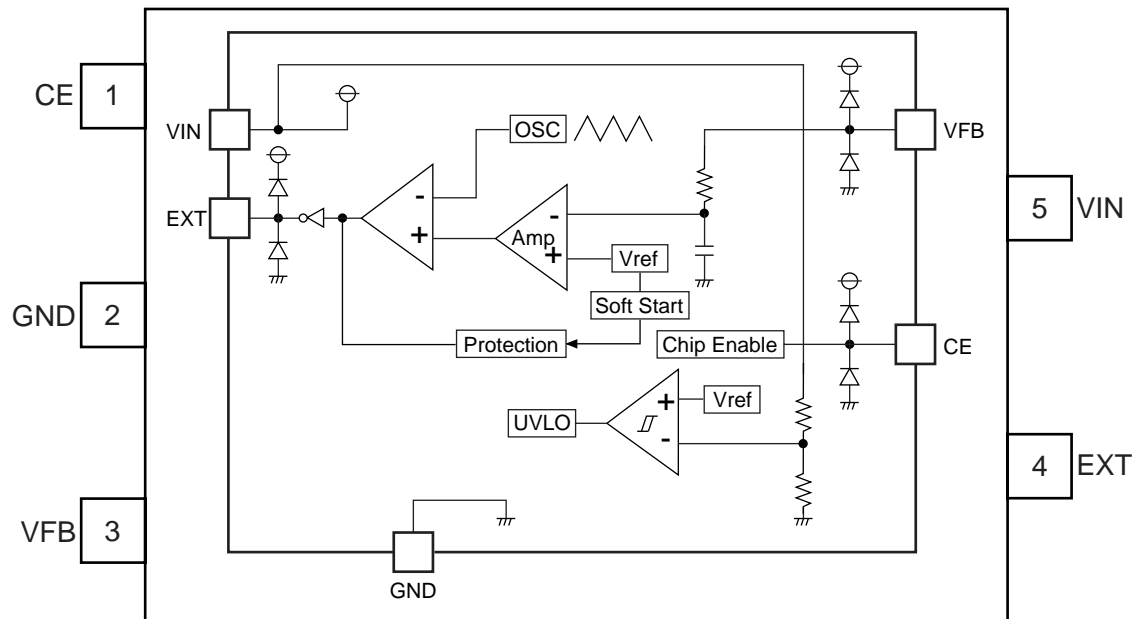 CE 1
VIN
OSC
VFB
EXT
-
+
Amp
-
+
Vref
5 VIN
GND 2
Soft Start
Protection
Chip Enable
CE
UVLO
+
-
Vref
4 EXT
VFB 3
GND